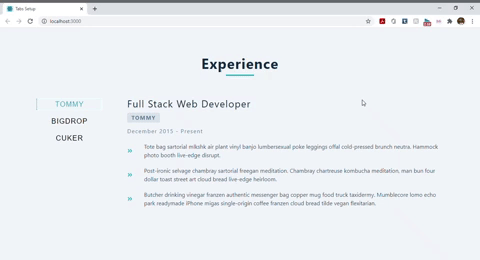 Tabs Setup
localhost:3000
Experience
TOMMY
BIGDROP
CUKER
Full Stack Web Developer
TOMMY
December 2015 - Present
Tote bag sartorial mlkshk air plant vinyl banjo lumbersexual poke leggings offal cold-pressed brunch neutra. Hammock
photo booth live-edge disrupt.
Post-ironic selvage chambray sartorial freegan meditation. Chambray chartreuse kombucha meditation, man bun four
dollar toast street art cloud bread live-edge heirloom.
Butcher drinking vinegar franzen authentic messenger bag copper mug food truck taxidermy. Mumblecore lomo echo
park readymade iPhone migas single-origin coffee franzen cloud bread tilde vegan flexitarian.